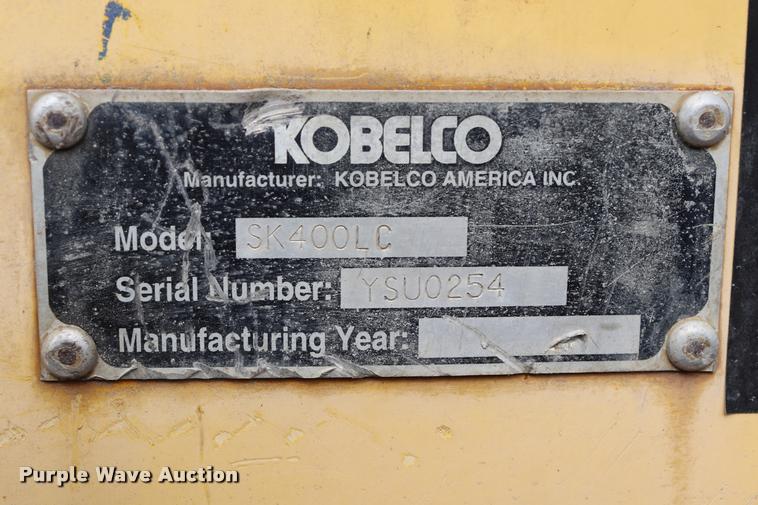 KOBELCO
Manufacturer: KOBELCO AMERICA INC.
Model: SK400LC
Serial Number: YSU0254
Manufacturing Year:
Purple Wave Auction